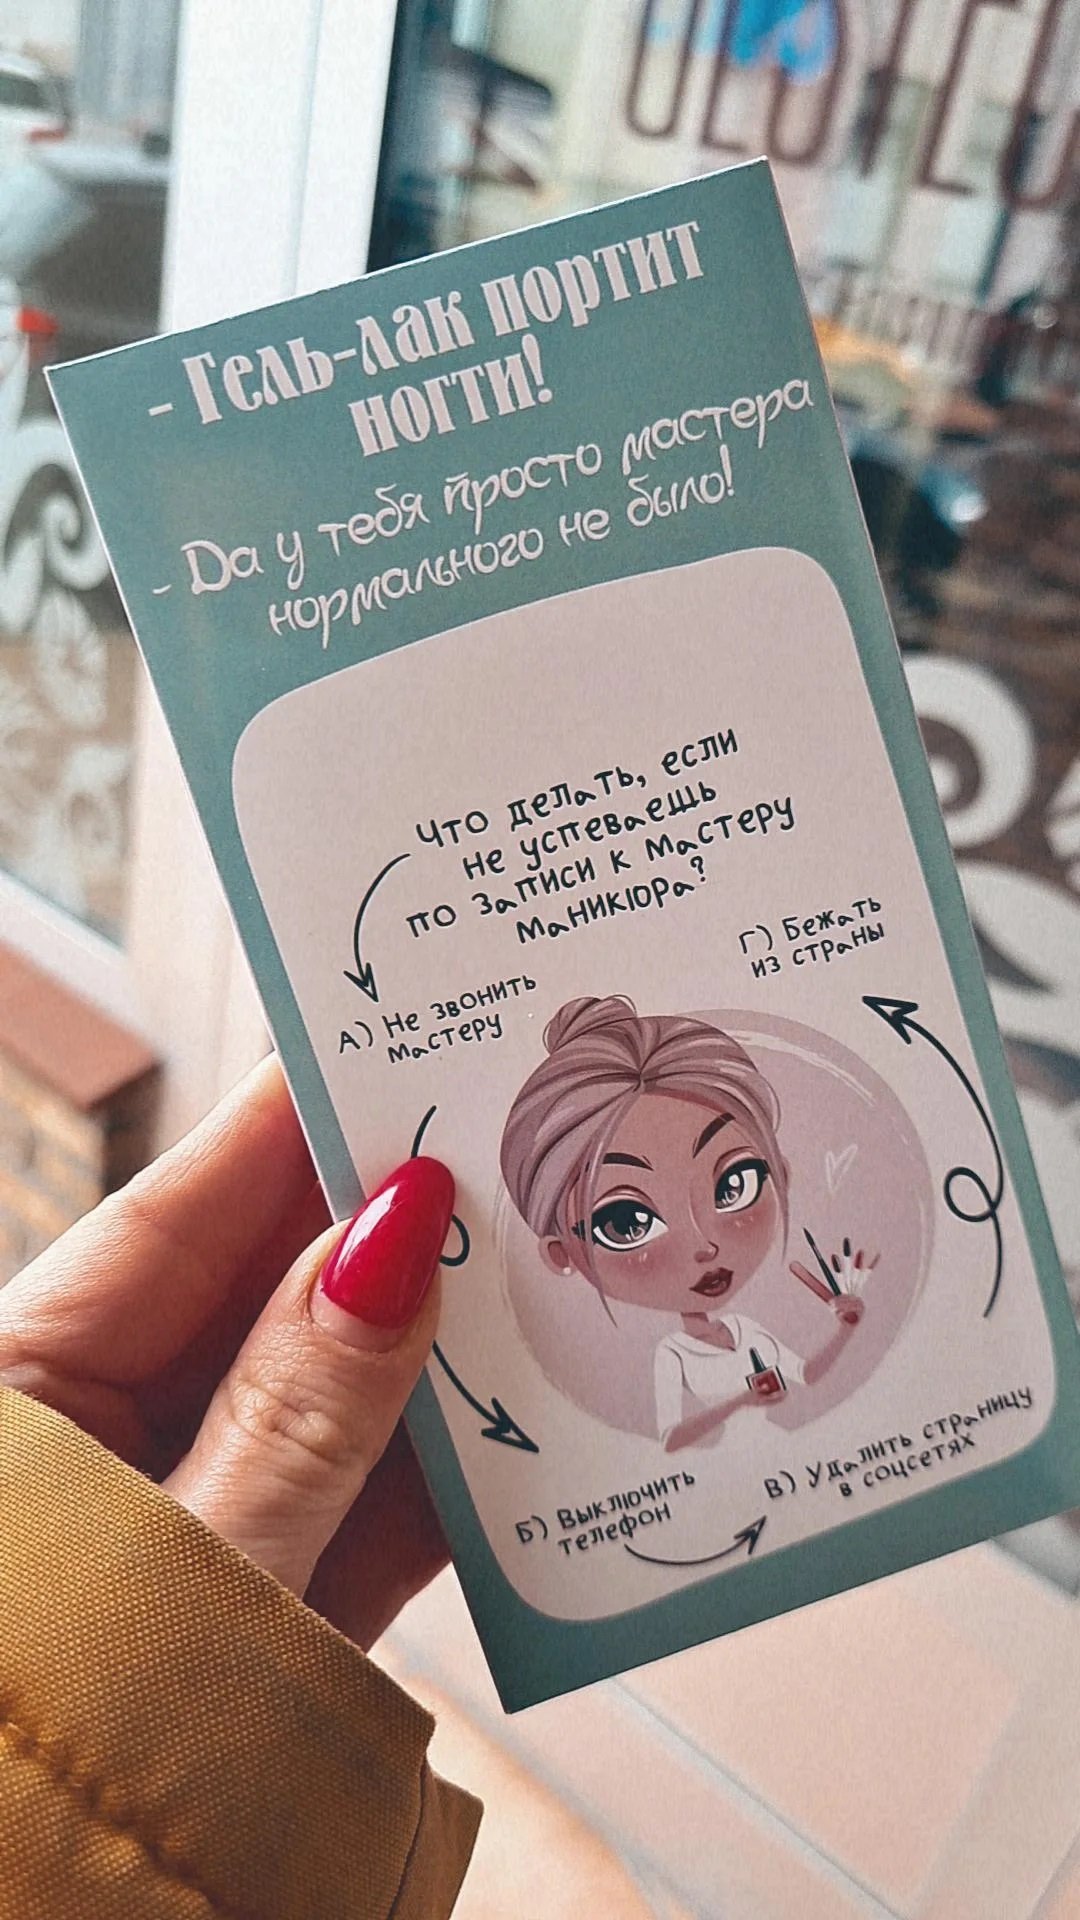 - Гель-лак портит
ногти!
- Да у тебя просто мастера
нормального не было!
Что делать, если
не успеваешь
по записи к мастеру
маникюра?
А) Не звонить
мастеру
Г) Бежать
из страны
Б) Выключить
телефон
В) Удалить страницу
в соцсетях